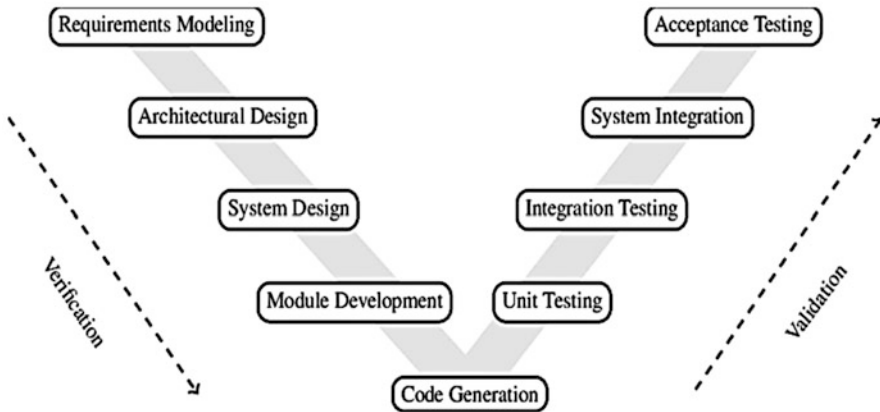 Requirements Modeling
Acceptance Testing
Architectural Design
System Integration
System Design
Integration Testing
Verification
Module Development
Unit Testing
Validation
Code Generation